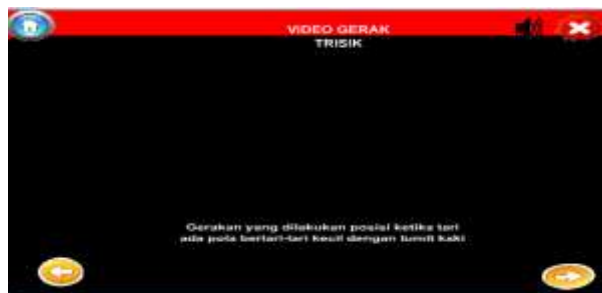 VIDEO GERAK
TRISIK
Gerakan yang dilakukan posisi ketika tari
ada pola berlari-lari kecil dengan tumit kaki